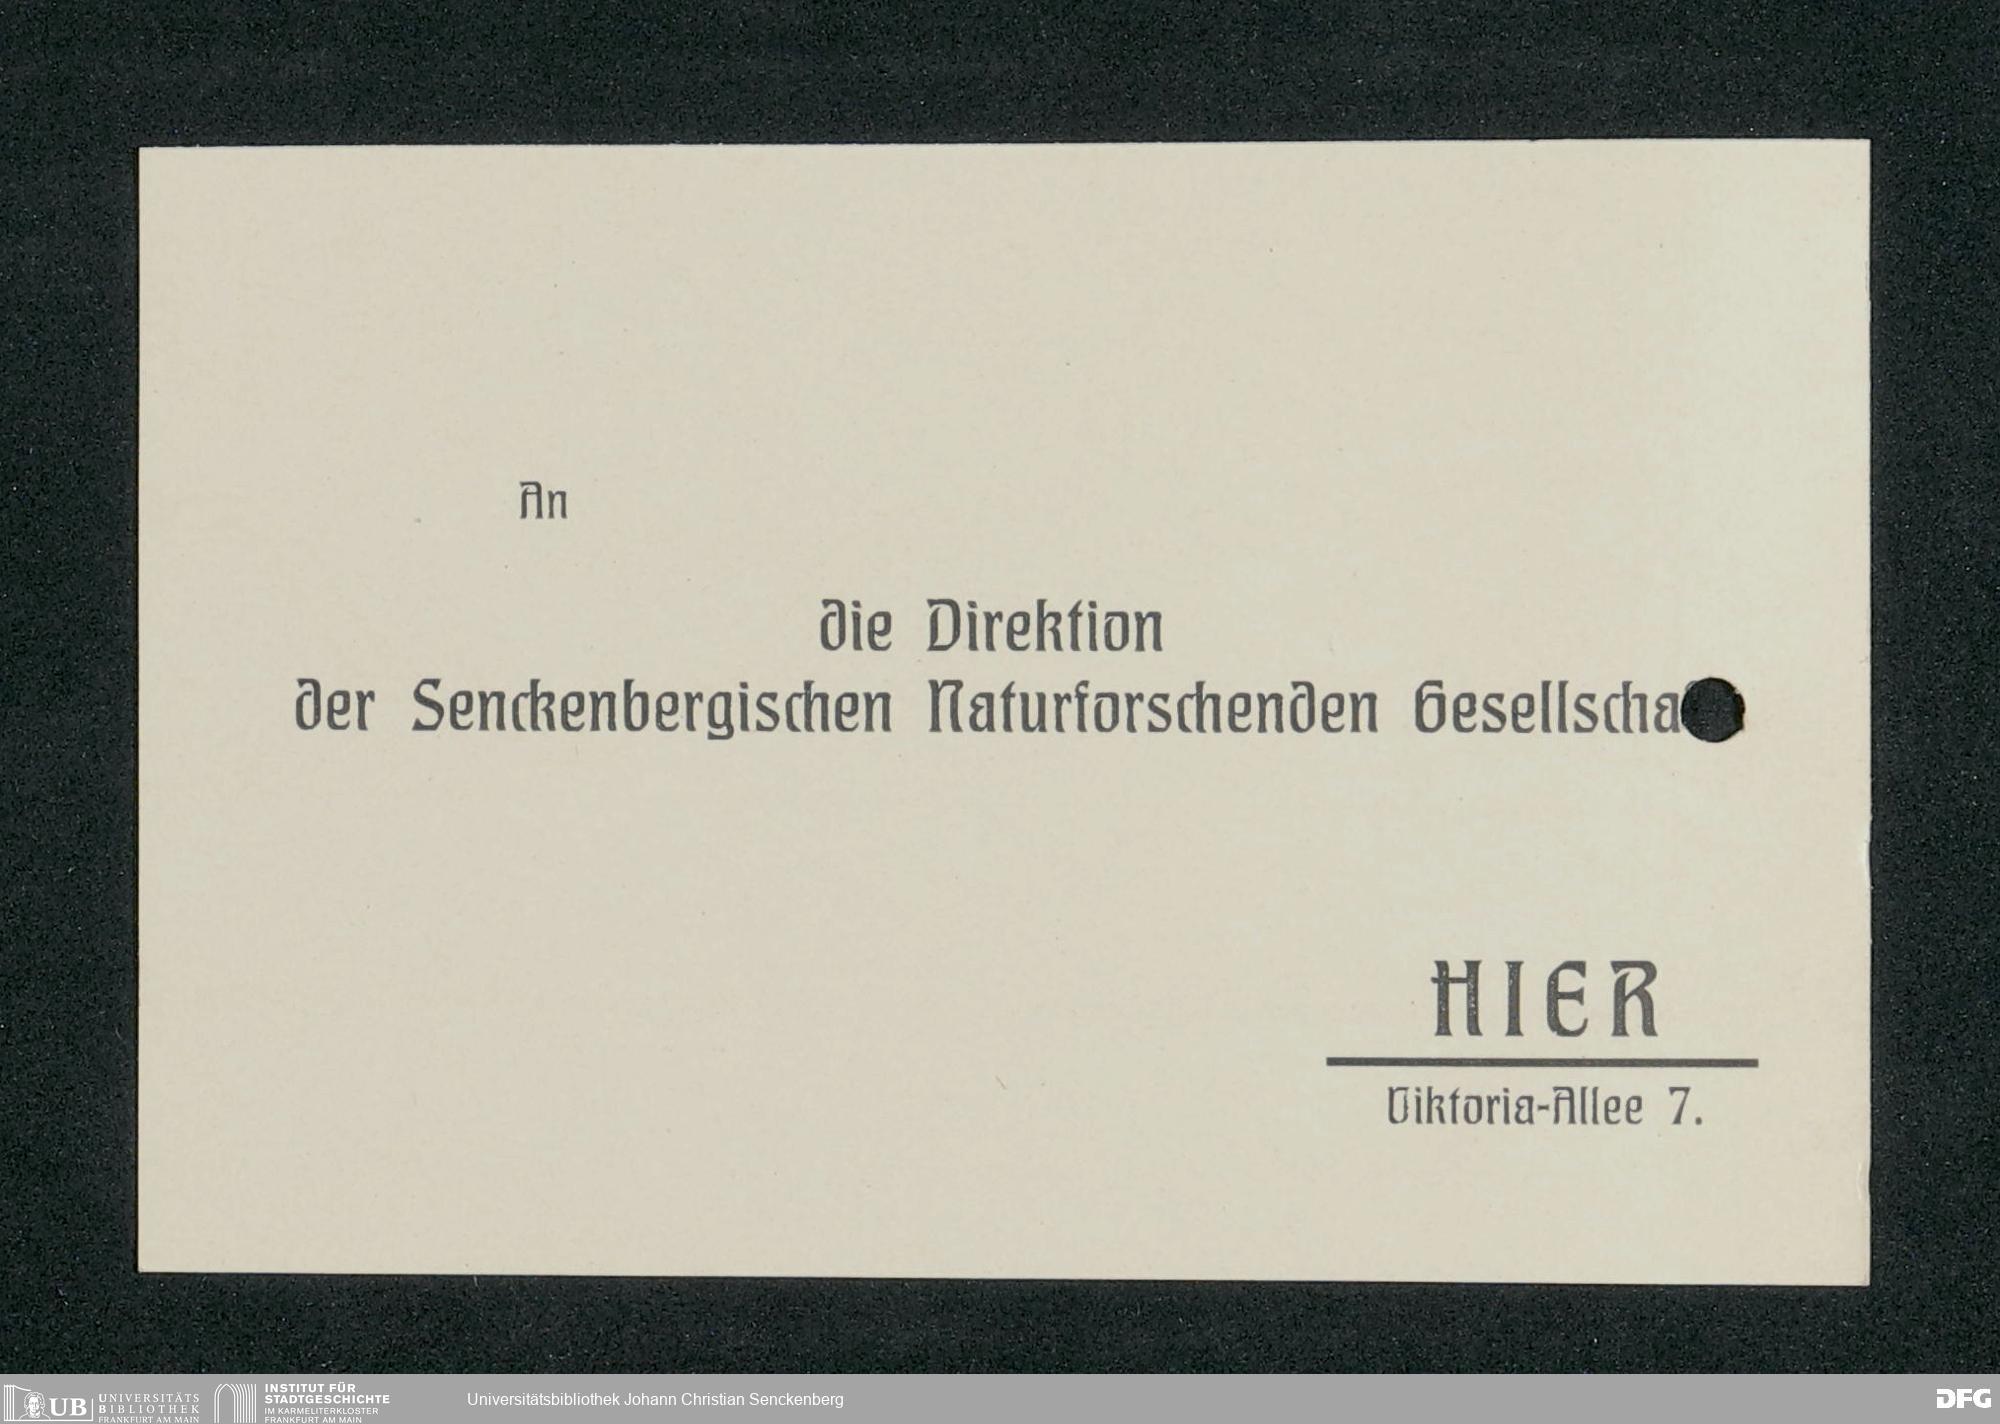 An
die Direktion
der Senckenbergischen Naturforschenden Gesellscha
HIER
Viktoria-Allee 7.
UB UNIVERSITÄTS
BIBLIOTHEK
FRANKFURT AM MAIN
INSTITUT FÜR
STADTGESCHICHTE
IM KARMELITERKLOSTER
FRANKFURT AM MAIN
Universitätsbibliothek Johann Christian Senckenberg
DFG